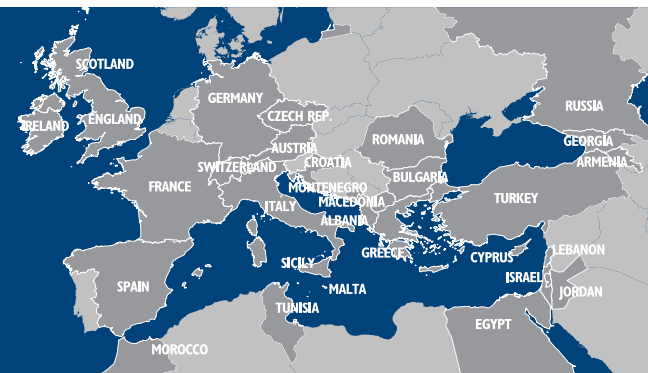 SCOTLAND
GERMANY
RUSSIA
IRELAND
ENGLAND
CZECH REP.
ROMANIA
GEORGIA
AUSTRIA
SWITZERLAND
CROATIA
ARMENIA
BULGARIA
FRANCE
MONTENEGRO
TURKEY
MACEDONIA
ITALY
ALBANIA
GREECE
LEBANON
CYPRUS
SICILY
ISRAEL
SPAIN
MALTA
JORDAN
TUNISIA
EGYPT
MOROCCO